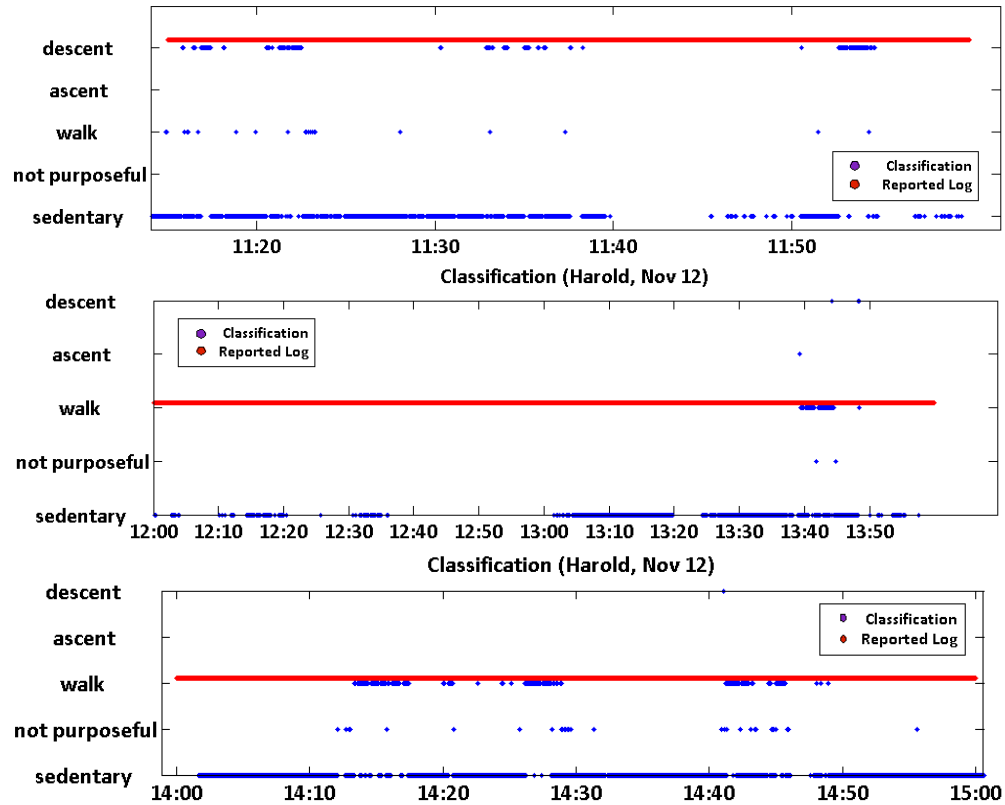 descent
ascent
walk
not purposeful
sedentary
Classification
Reported Log
11:20 11:30 11:40 11:50
Classification (Harold, Nov 12)
descent
ascent
walk
not purposeful
sedentary
Classification
Reported Log
12:00 12:10 12:20 12:30 12:40 12:50 13:00 13:10 13:20 13:30 13:40 13:50
Classification (Harold, Nov 12)
descent
ascent
walk
not purposeful
sedentary
Classification
Reported Log
14:00 14:10 14:20 14:30 14:40 14:50 15:00